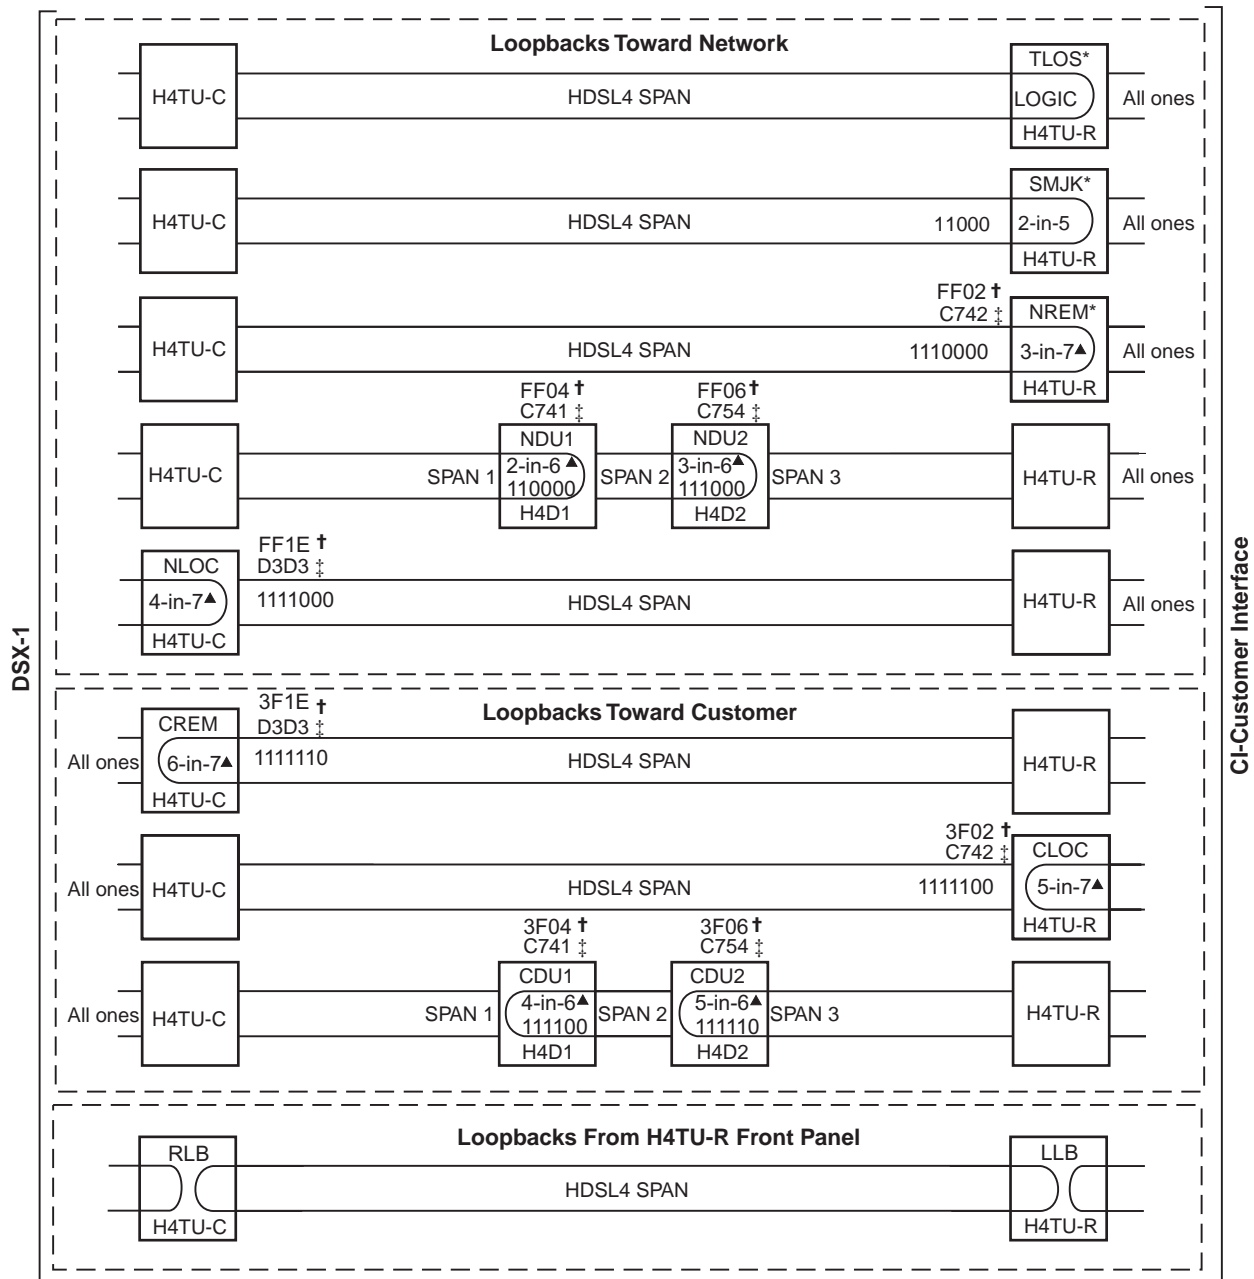 Loopbacks Toward Network
H4TU-C
HDSL4 SPAN
TLOS*
LOGIC
H4TU-R
All ones
H4TU-C
HDSL4 SPAN
11000
SMJK*
2-in-5
H4TU-R
All ones
H4TU-C
HDSL4 SPAN
FF02 †
C742 ‡
1110000
NREM*
3-in-7▲
H4TU-R
All ones
H4TU-C
SPAN 1
FF04 †
C741 ‡
NDU1
2-in-6▲
110000
H4D1
SPAN 2
FF06 †
C754 ‡
NDU2
3-in-6▲
111000
H4D2
SPAN 3
H4TU-R
All ones
NLOC
4-in-7▲
H4TU-C
FF1E †
D3D3 ‡
1111000
HDSL4 SPAN
H4TU-R
All ones
DSX-1
CI-Customer Interface
Loopbacks Toward Customer
All ones
CREM
6-in-7▲
H4TU-C
3F1E †
D3D3 ‡
1111110
HDSL4 SPAN
H4TU-R
All ones
H4TU-C
HDSL4 SPAN
3F02 †
C742 ‡
1111100
CLOC
5-in-7▲
H4TU-R
All ones
H4TU-C
SPAN 1
3F04 †
C741 ‡
CDU1
4-in-6▲
111100
H4D1
SPAN 2
3F06 †
C754 ‡
CDU2
5-in-6▲
111110
H4D2
SPAN 3
H4TU-R
Loopbacks From H4TU-R Front Panel
RLB
H4TU-C
HDSL4 SPAN
LLB
H4TU-R